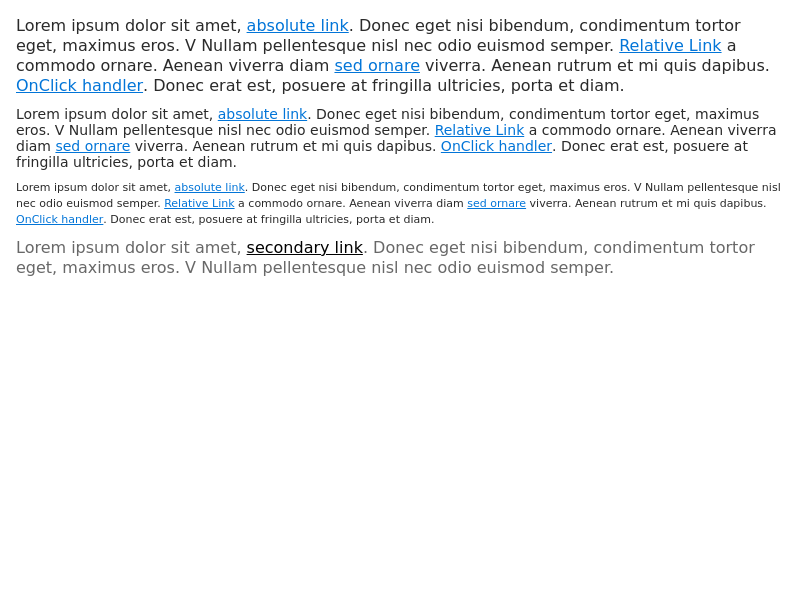 Lorem ipsum dolor sit amet, absolute link. Donec eget nisi bibendum, condimentum tortor
eget, maximus eros. V Nullam pellentesque nisl nec odio euismod semper. Relative Link a
commodo ornare. Aenean viverra diam sed ornare viverra. Aenean rutrum et mi quis dapibus.
OnClick handler. Donec erat est, posuere at fringilla ultricies, porta et diam.
Lorem ipsum dolor sit amet, absolute link. Donec eget nisi bibendum, condimentum tortor eget, maximus
eros. V Nullam pellentesque nisl nec odio euismod semper. Relative Link a commodo ornare. Aenean viverra
diam sed ornare viverra. Aenean rutrum et mi quis dapibus. OnClick handler. Donec erat est, posuere at
fringilla ultricies, porta et diam.
Lorem ipsum dolor sit amet, absolute link. Donec eget nisi bibendum, condimentum tortor eget, maximus eros. V Nullam pellentesque nisl
nec odio euismod semper. Relative Link a commodo ornare. Aenean viverra diam sed ornare viverra. Aenean rutrum et mi quis dapibus.
OnClick handler. Donec erat est, posuere at fringilla ultricies, porta et diam.
Lorem ipsum dolor sit amet, secondary link. Donec eget nisi bibendum, condimentum tortor
eget, maximus eros. V Nullam pellentesque nisl nec odio euismod semper.